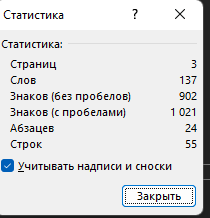 Статистика
?
Статистика:
Страниц 3
Слов 137
Знаков (без пробелов) 902
Знаков (с пробелами) 1 021
Абзацев 24
Строк 55
Учитывать надписи и сноски
Закрыть